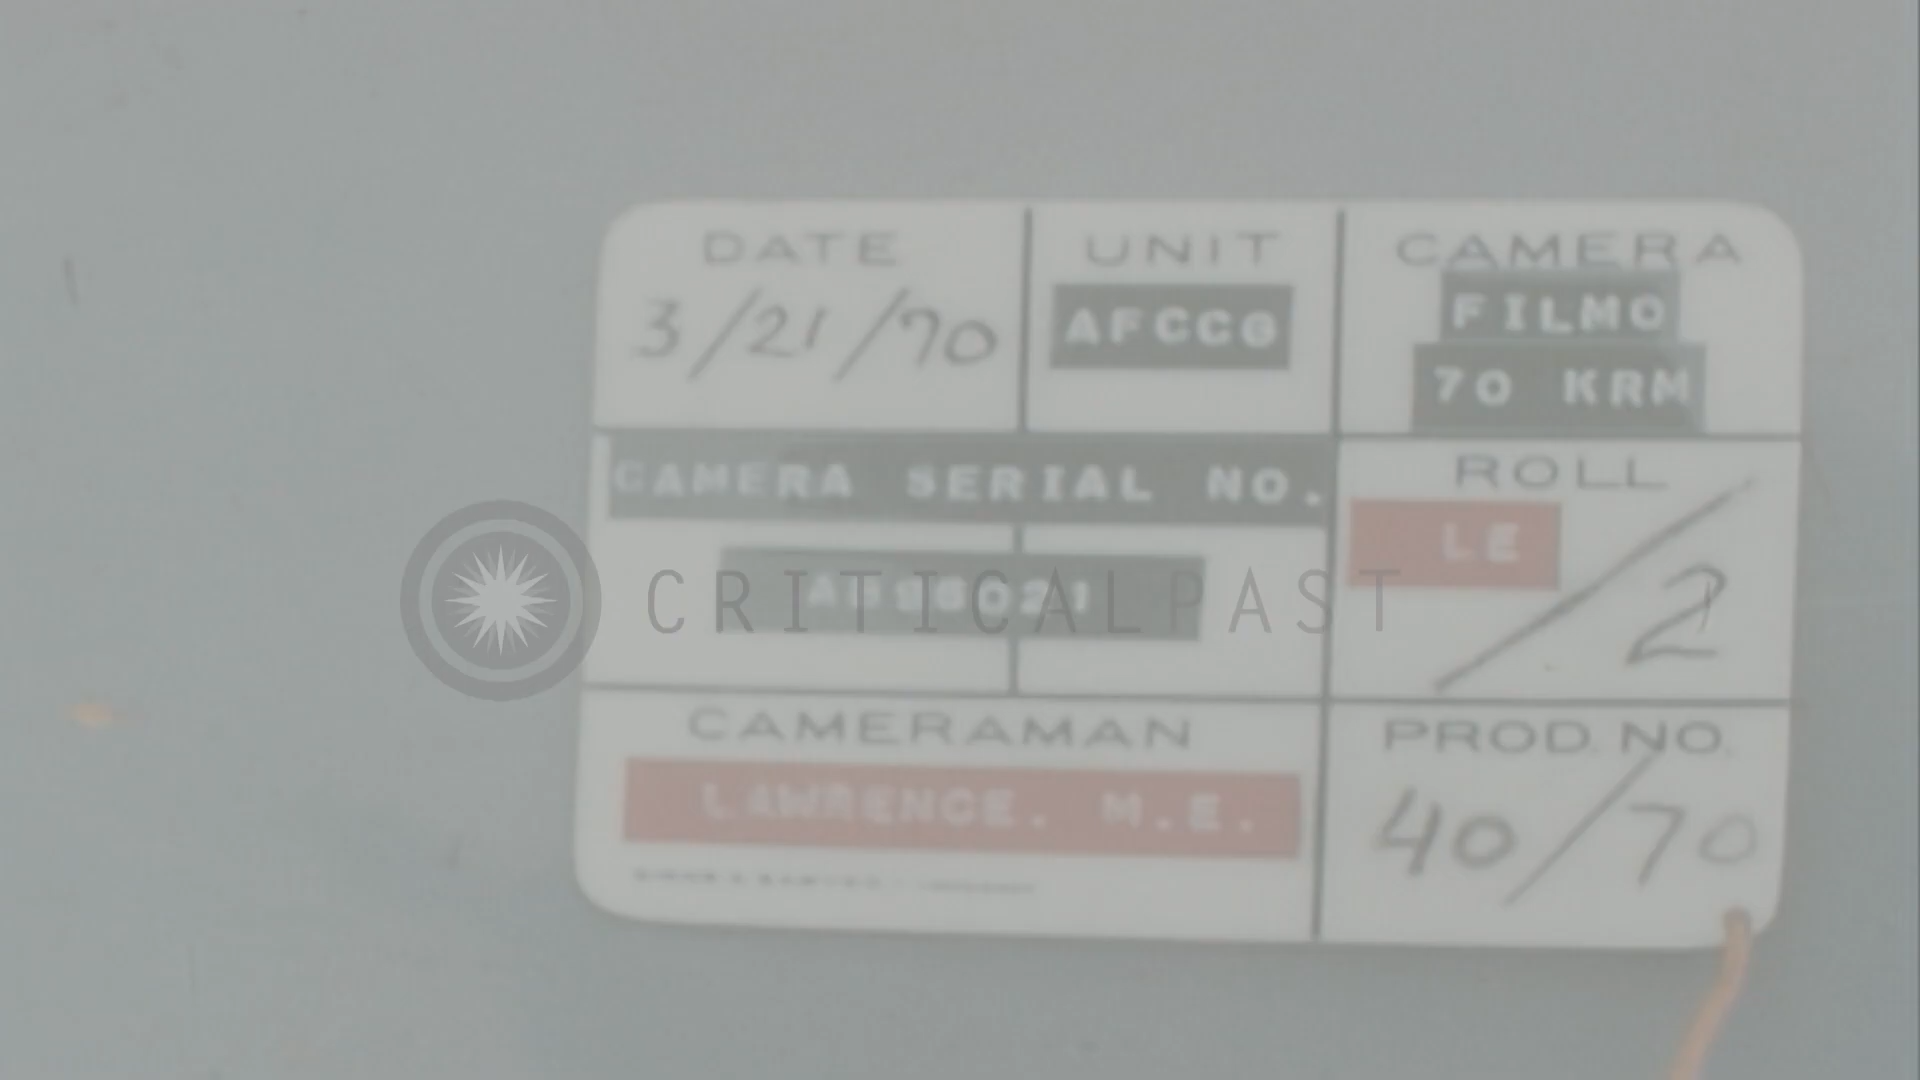 DATE
3/21/70
UNIT
AFCCG
CAMERA
FILMO
70 KRM
CAMERA SERIAL NO.
ROLL
LE
/2
CRITICALPAST
CAMERAMAN
LAWRENCE. M.E.
PROD. NO.
40/70